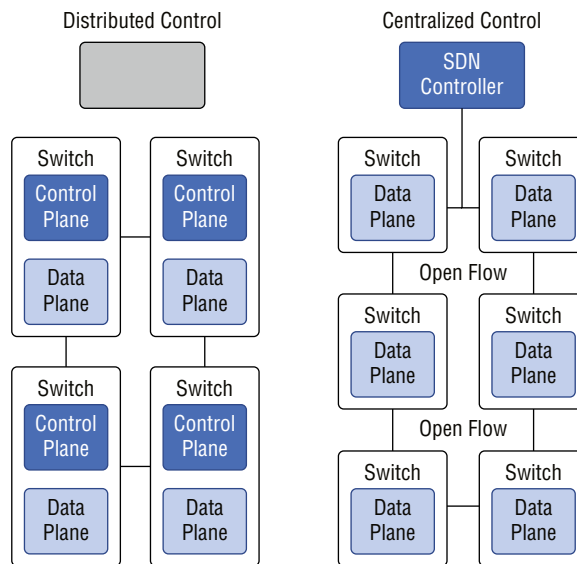 Distributed Control
Switch
Control
Plane
Data
Plane
Switch
Control
Plane
Data
Plane
Switch
Control
Plane
Data
Plane
Switch
Control
Plane
Data
Plane
Centralized Control
SDN
Controller
Switch
Data
Plane
Switch
Data
Plane
Open Flow
Switch
Data
Plane
Switch
Data
Plane
Open Flow
Switch
Data
Plane
Switch
Data
Plane